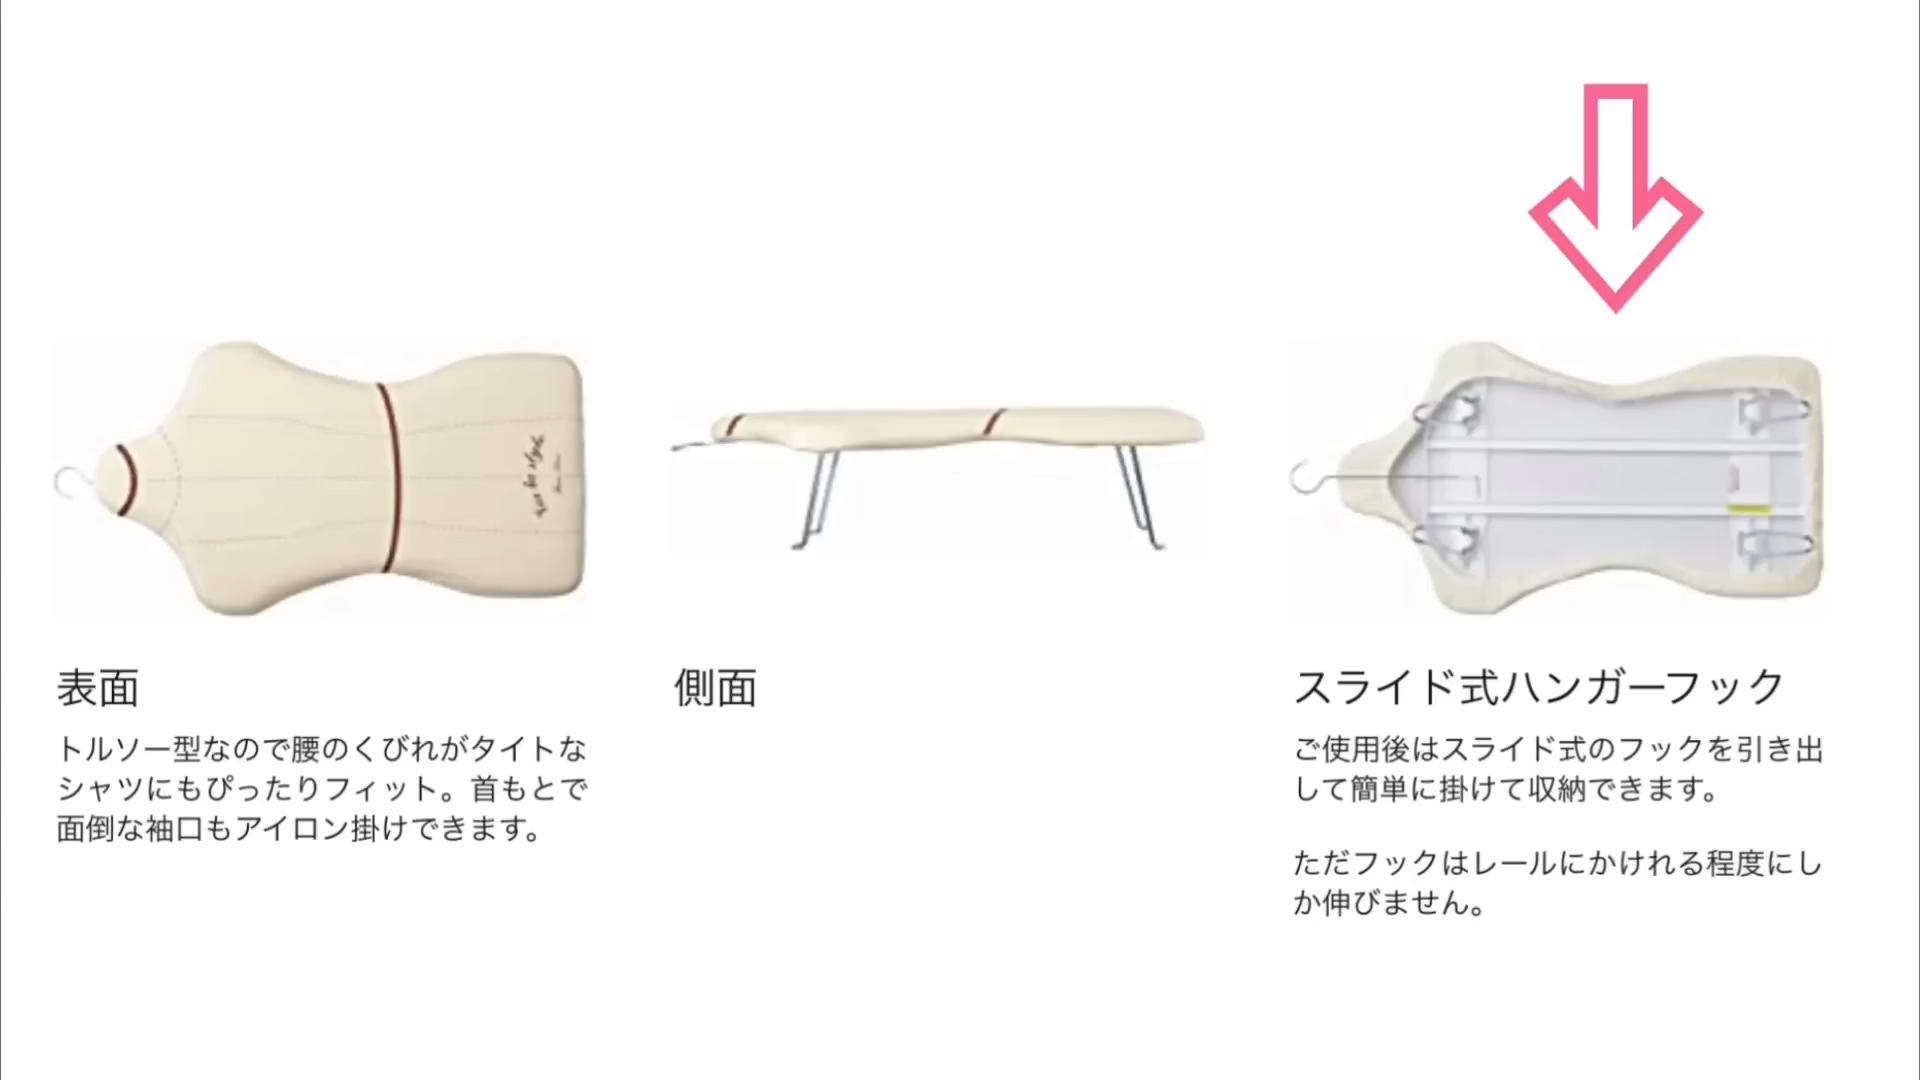 表面
トルソー型なので腰のくびれがタイトな
シャツにもぴったりフィット。首もとで
面倒な袖口もアイロン掛けできます。
側面
スライド式ハンガーフック
ご使用後はスライド式のフックを引き出
して簡単に掛けて収納できます。
ただフックはレールにかけれる程度にし
か伸びません。